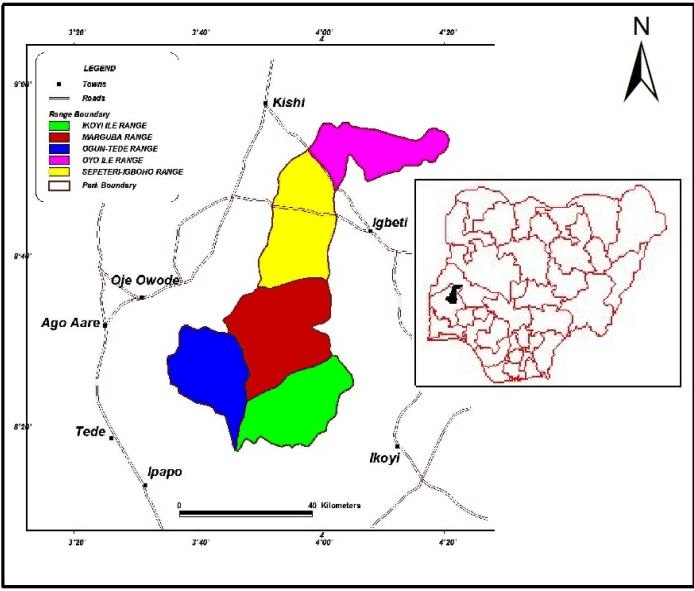 3°20'
3°40'
4
4°20'
N
LEGEND
Towns
Roads
Range Boundary
IKOYI ILE RANGE
MARGUBA RANGE
OGUN-TEDE RANGE
OYO ILE RANGE
SEPETERI-IGBOHO RANGE
Park Boundary
9°00'
Kishi
Igbeti
8°40'
Oje Owode
Ago Aare
8°20'
Tede
Ikoyi
Ipapo
0
40 Kilometers
3°20'
3°40'
4°00'
4°20'